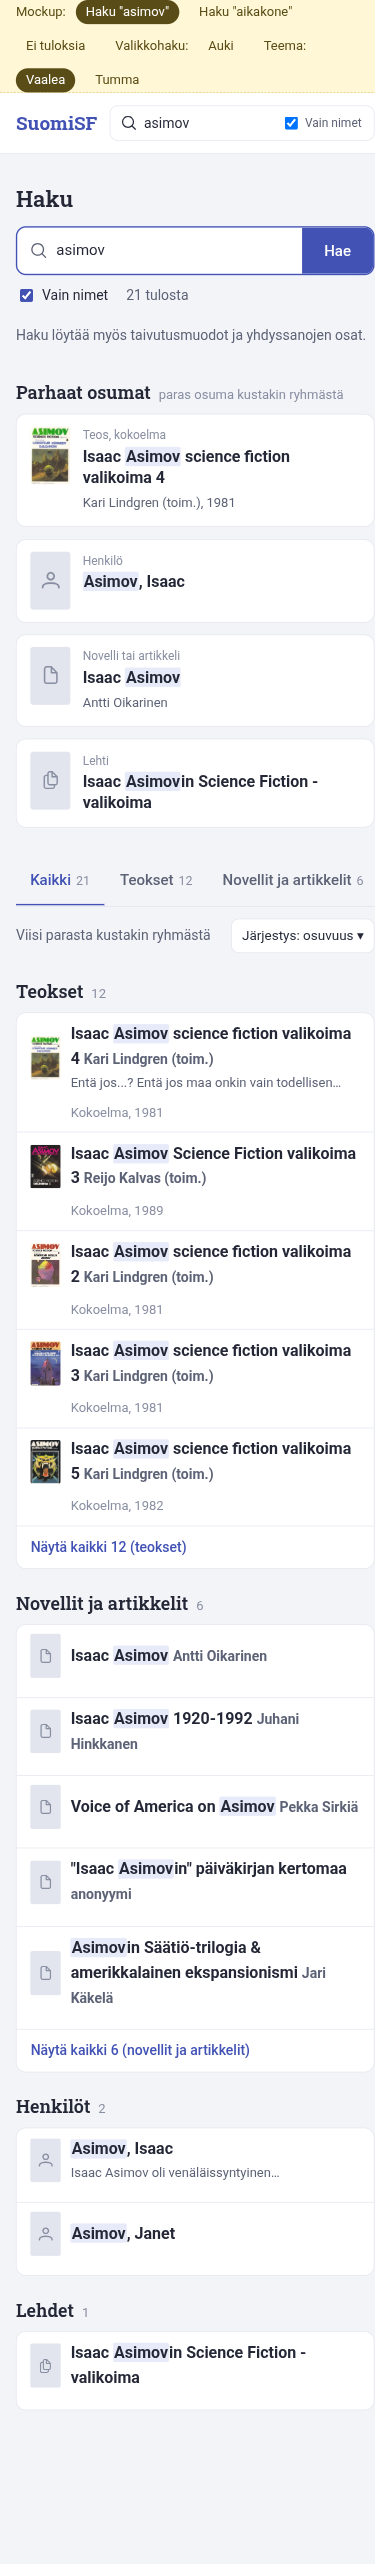 Mockup: Haku "asimov" Haku "aikakone"
Ei tuloksia Valikkohaku: Auki Teema:
Vaalea Tumma
SuomiSF asimov Vain nimet
Haku
asimov Hae
Vain nimet 21 tulosta
Haku löytää myös taivutusmuodot ja yhdyssanojen osat.
Parhaat osumat paras osuma kustakin ryhmästä
Teos, kokoelma
Isaac Asimov science fiction
valikoima 4
Kari Lindgren (toim.), 1981
Henkilö
Asimov, Isaac
Novelli tai artikkeli
Isaac Asimov
Antti Oikarinen
Lehti
Isaac Asimovin Science Fiction -
valikoima
Kaikki 21 Teokset 12 Novellit ja artikkelit 6
Viisi parasta kustakin ryhmästä Järjestys: osuvuus ▾
Teokset 12
Isaac Asimov science fiction valikoima
4 Kari Lindgren (toim.)
Entä jos...? Entä jos maa onkin vain todellisen…
Kokoelma, 1981
Isaac Asimov Science Fiction valikoima
3 Reijo Kalvas (toim.)
Kokoelma, 1989
Isaac Asimov science fiction valikoima
2 Kari Lindgren (toim.)
Kokoelma, 1981
Isaac Asimov science fiction valikoima
3 Kari Lindgren (toim.)
Kokoelma, 1981
Isaac Asimov science fiction valikoima
5 Kari Lindgren (toim.)
Kokoelma, 1982
Näytä kaikki 12 (teokset)
Novellit ja artikkelit 6
Isaac Asimov Antti Oikarinen
Isaac Asimov 1920-1992 Juhani
Hinkkanen
Voice of America on Asimov Pekka Sirkiä
"Isaac Asimovin" päiväkirjan kertomaa
anonyymi
Asimovin Säätiö-trilogia &
amerikkalainen ekspansionismi Jari
Käkelä
Näytä kaikki 6 (novellit ja artikkelit)
Henkilöt 2
Asimov, Isaac
Isaac Asimov oli venäläissyntyinen…
Asimov, Janet
Lehdet 1
Isaac Asimovin Science Fiction -
valikoima